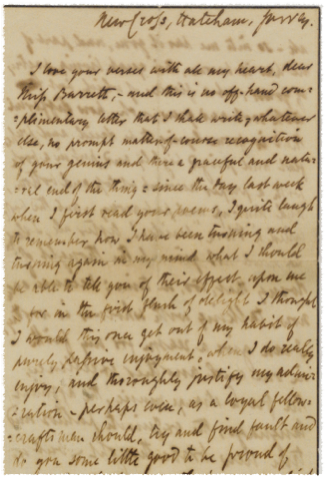 New Cross, Hatcham, Surrey.
I love your verses with all my heart, dear
Miss Barrett,- and this is no off-hand com-
-plimentary letter that I shall write,-whatever
else, no prompt matter-of-course recognition
of your genius and there a graceful and natu-
-ral end of the thing: since the day last week
when I first read your poems, I quite laugh
to remember how I have been turning and
turning again in my mind what I should
be able to tell you of their effect upon me
- for in the first flush of delight I thought
I would this once get out of my habit of
purely passive enjoyment, when I do really
enjoy, and thoroughly justify my admi-
-ration - perhaps even, as a loyal fellow-
-craftsman should, try and find fault and
do you some little good to be proud of